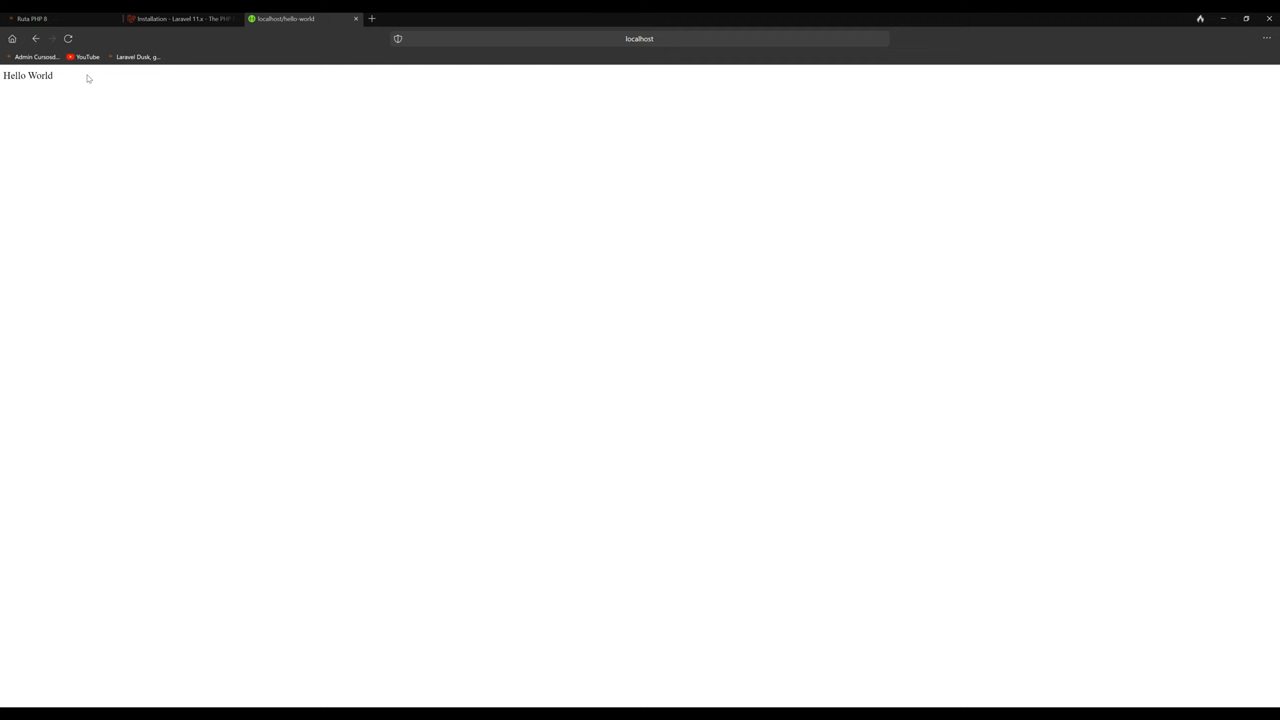 Ruta PHP 8
Installation - Laravel 11.x - The PHP
localhost/hello-world
localhost
Admin Cursosd...
YouTube
Laravel Dusk, g...
Hello World